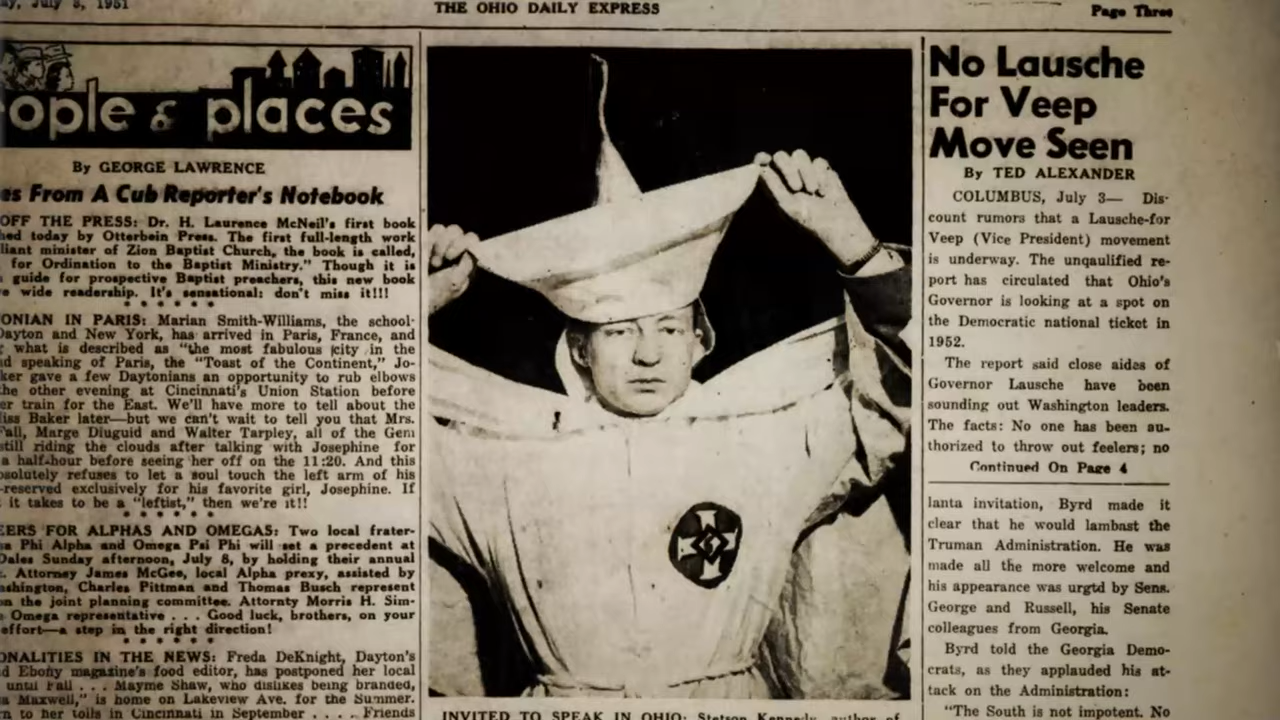 ay, July 3, 1951
THE OHIO DAILY EXPRESS
Page Three
ople & places
By GEORGE LAWRENCE
es From A Cub Reporter's Notebook
OFF THE PRESS: Dr. H. Laurence McNeil's first book
hed today by Otterbein Press. The first full-length work
liant minister of Zion Baptist Church, the book is called,
for Ordination to the Baptist Ministry." Though it is
guide for prospective Baptist preachers, this new book
e wide readership. It's sensational: don't miss it!!!
* * * * * *
ONIAN IN PARIS: Marian Smith-Williams, the school-
Dayton and New York, has arrived in Paris, France, and
what is described as "the most fabulous city in the
d speaking of Paris, the "Toast of the Continent," Jo-
ker gave a few Daytonians an opportunity to rub elbows
he other evening at Cincinnati's Union Station before
er train for the East. We'll have more to tell about the
iss Baker later—but we can't wait to tell you that Mrs.
Fall, Marge Diuguid and Walter Tarpley, all of the Gem
still riding the clouds after talking with Josephine for
a half-hour before seeing her off on the 11:20. And this
bsolutely refuses to let a soul touch the left arm of his
-reserved exclusively for his favorite girl, Josephine. If
it takes to be a "leftist," then we're it!!
* * * * * *
EERS FOR ALPHAS AND OMEGAS: Two local frater-
a Phi Alpha and Omega Psi Phi will set a precedent at
Dales Sunday afternoon, July 8, by holding their annual
. Attorney James McGee, local Alpha prexy, assisted by
ashington, Charles Pittman and Thomas Busch represent
on the joint planning committee. Attornty Morris H. Sim-
Omega representative . . . Good luck, brothers, on your
effort—a step in the right direction!
* * * * * *
ONALITIES IN THE NEWS: Freda DeKnight, Dayton's
d Ebony magazine's food editor, has postponed her local
until Fall . . . Mayme Shaw, who dislikes being branded,
a Maxwell," is home on Lakeview Ave. for the Summer.
n to her toils in Cincinnati in September . . . . Friends
INVITED TO SPEAK IN OHIO: Stetson Kennedy, author of
No Lausche
For Veep
Move Seen
By TED ALEXANDER
COLUMBUS, July 3— Dis-
count rumors that a Lausche-for
Veep (Vice President) movement
is underway. The unqaulified re-
port has circulated that Ohio's
Governor is looking at a spot on
the Democratic national ticket in
1952.
The report said close aides of
Governor Lausche have been
sounding out Washington leaders.
The facts: No one has been au-
thorized to throw out feelers; no
Continued On Page 4
lanta invitation, Byrd made it
clear that he would lambast the
Truman Administration. He was
made all the more welcome and
his appearance was urgtd by Sens.
George and Russell, his Senate
colleagues from Georgia.
Byrd told the Georgia Demo-
crats, as they applauded his at-
tack on the Administration:
"The South is not impotent. No